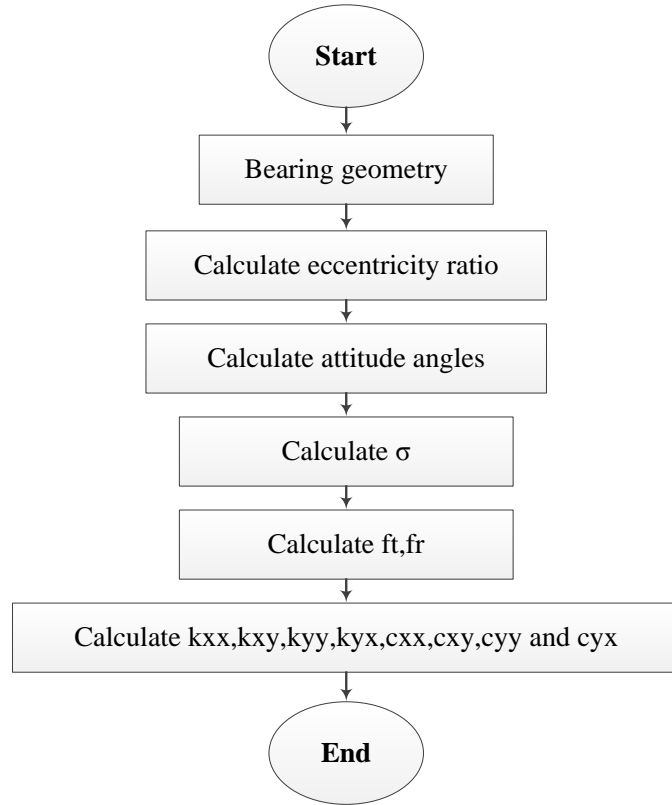 Start
Bearing geometry
Calculate eccentricity ratio
Calculate attitude angles
Calculate σ
Calculate ft,fr
Calculate kxx,kxy,kyy,kyx,cxx,cxy,cyy and cyx
End